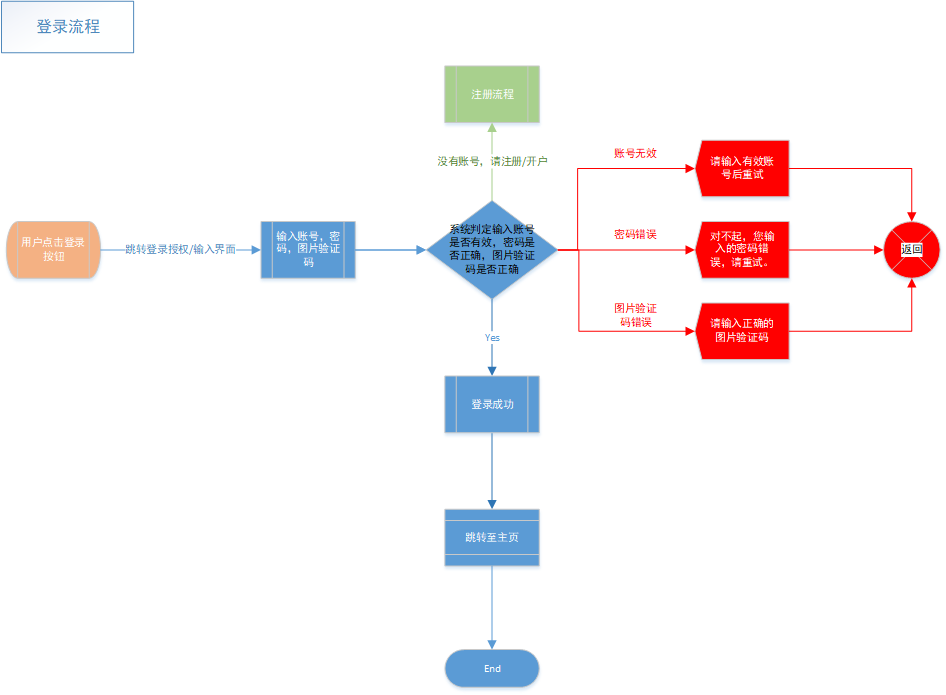 登录流程
注册流程
没有账号，请注册/开户
账号无效
请输入有效账
号后重试
用户点击登录
按钮
跳转登录授权/输入界面
输入账号，密
码，图片验证
码
系统判定输入账号
是否有效，密码是
否正确，图片验证
码是否正确
密码错误
对不起，您输
入的密码错
误，请重试。
返回
图片验证
码错误
请输入正确的
图片验证码
Yes
登录成功
跳转至主页
End